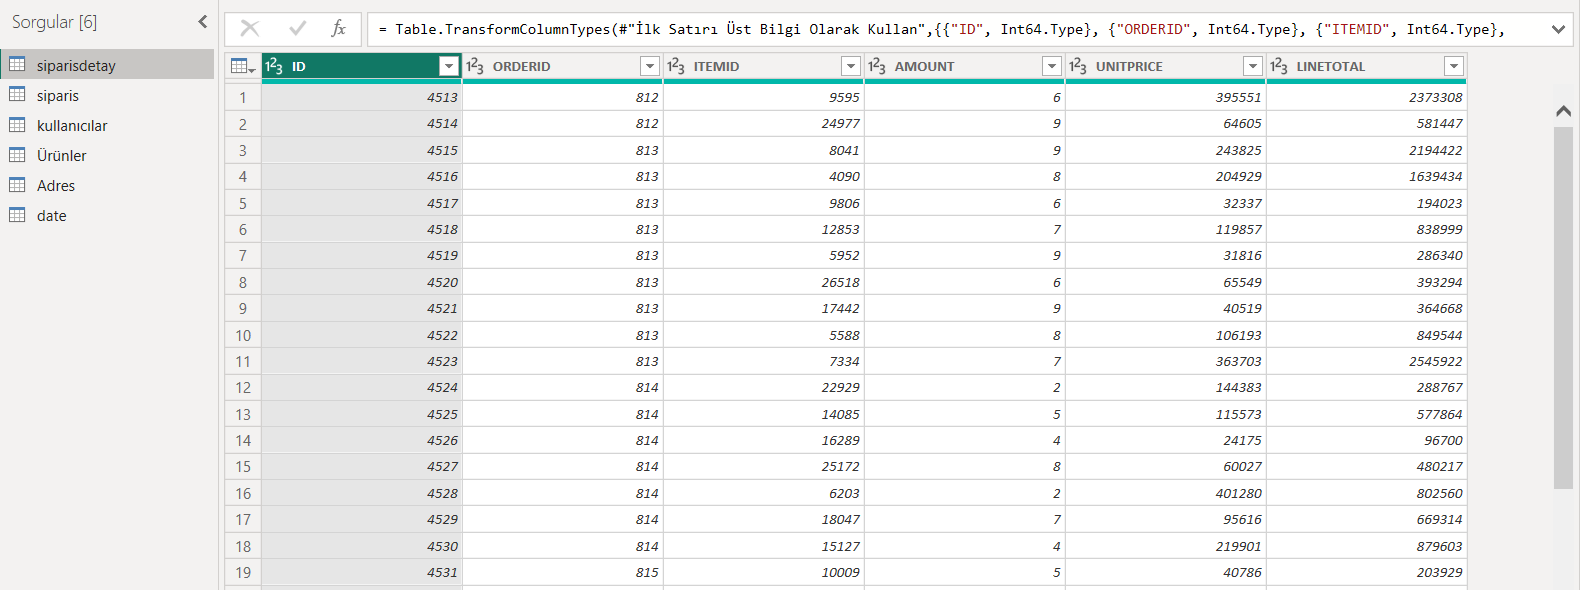 Sorgular [6]
siparisdetay
siparis
kullanıcılar
Ürünler
Adres
date
fx = Table.TransformColumnTypes(#"İlk Satırı Üst Bilgi Olarak Kullan",{{"ID", Int64.Type}, {"ORDERID", Int64.Type}, {"ITEMID", Int64.Type},
123 ID 123 ORDERID 123 ITEMID 123 AMOUNT 123 UNITPRICE 123 LINETOTAL
1 4513 812 9595 6 395551 2373308
2 4514 812 24977 9 64605 581447
3 4515 813 8041 9 243825 2194422
4 4516 813 4090 8 204929 1639434
5 4517 813 9806 6 32337 194023
6 4518 813 12853 7 119857 838999
7 4519 813 5952 9 31816 286340
8 4520 813 26518 6 65549 393294
9 4521 813 17442 9 40519 364668
10 4522 813 5588 8 106193 849544
11 4523 813 7334 7 363703 2545922
12 4524 814 22929 2 144383 288767
13 4525 814 14085 5 115573 577864
14 4526 814 16289 4 24175 96700
15 4527 814 25172 8 60027 480217
16 4528 814 6203 2 401280 802560
17 4529 814 18047 7 95616 669314
18 4530 814 15127 4 219901 879603
19 4531 815 10009 5 40786 203929